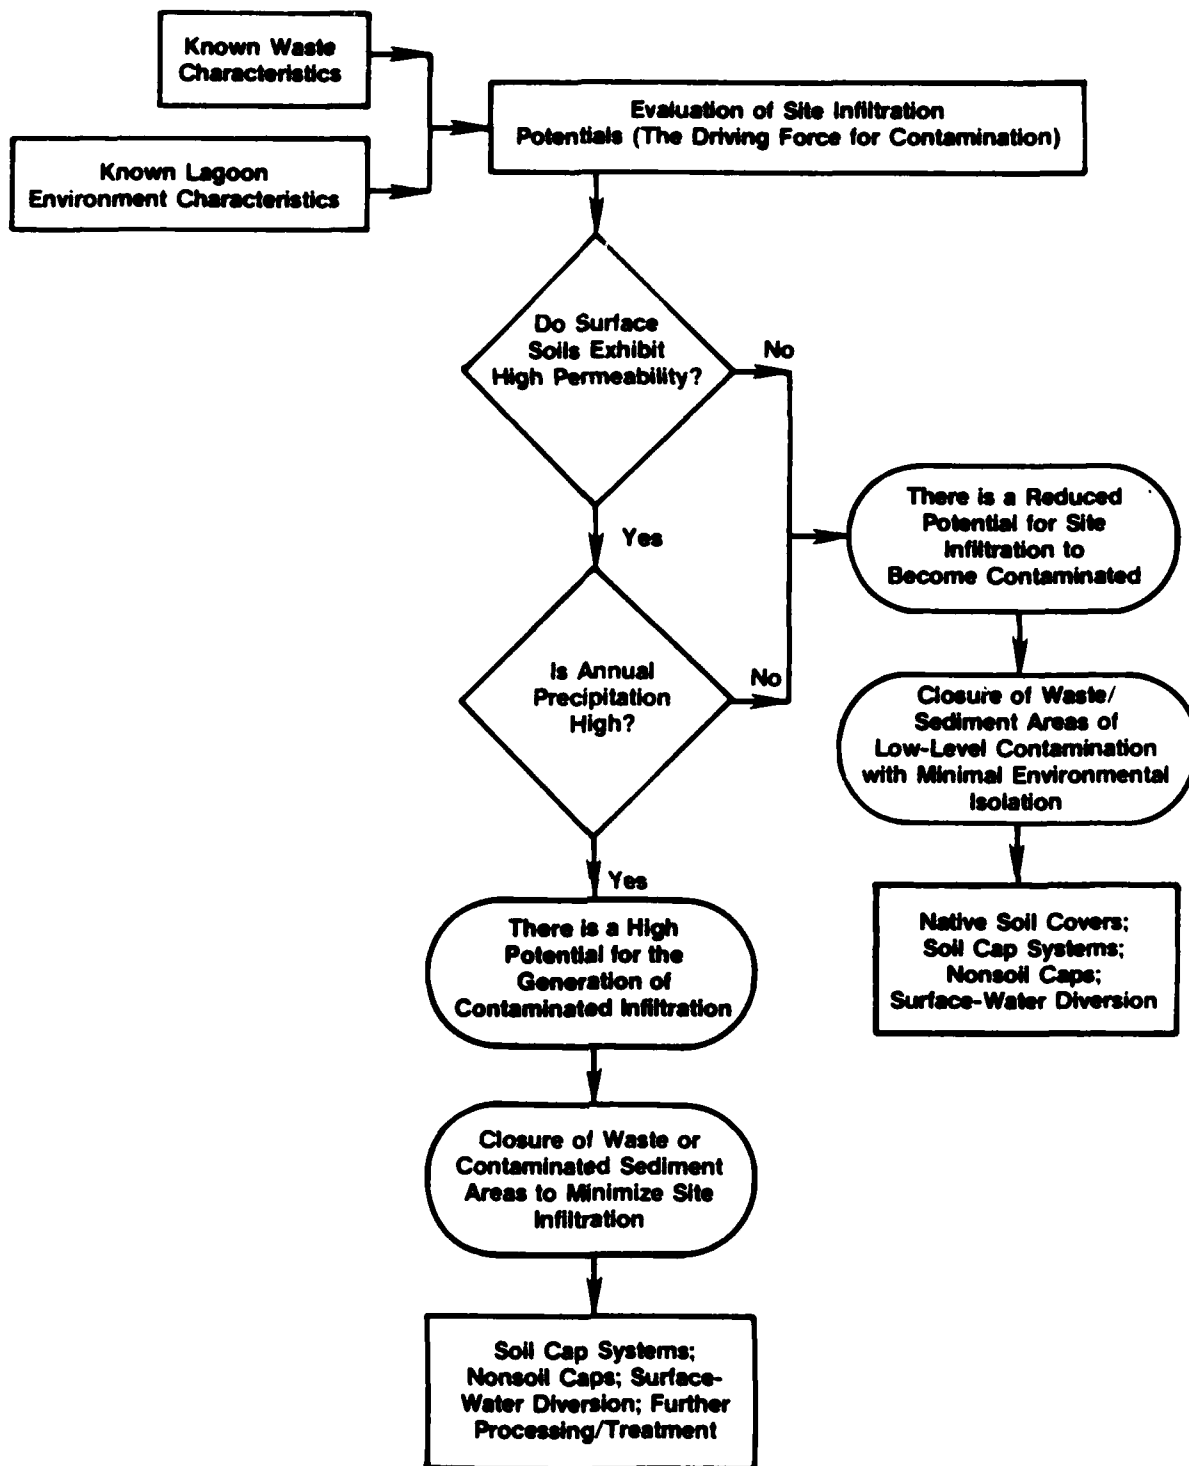 Known Waste
Characteristics
Evaluation of Site Infiltration
Potentials (The Driving Force for Contamination)
Known Lagoon
Environment Characteristics
Do Surface
Soils Exhibit
High Permeability?
No
Yes
There is a Reduced
Potential for Site
Infiltration to
Become Contaminated
Is Annual
Precipitation
High?
No
Closure of Waste/
Sediment Areas of
Low-Level Contamination
with Minimal Environmental
Isolation
Yes
There is a High
Potential for the
Generation of
Contaminated Infiltration
Native Soil Covers;
Soil Cap Systems;
Nonsoil Caps;
Surface-Water Diversion
Closure of Waste or
Contaminated Sediment
Areas to Minimize Site
Infiltration
Soil Cap Systems;
Nonsoil Caps; Surface-
Water Diversion; Further
Processing/Treatment